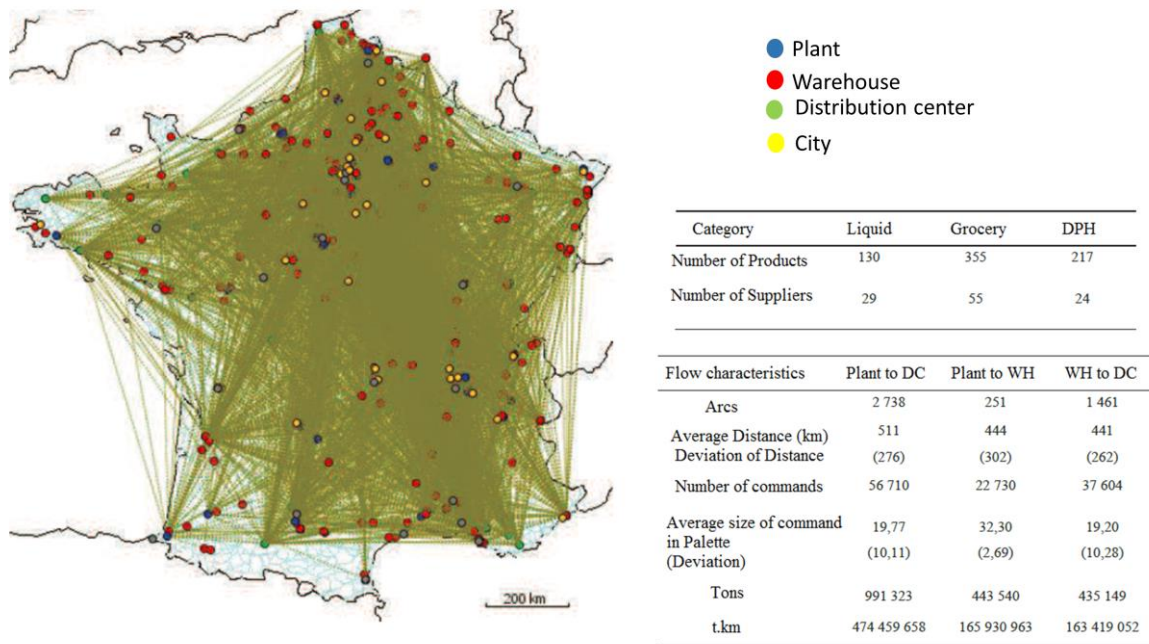 Plant
Warehouse
Distribution center
City
200 km
Category Liquid Grocery DPH
Number of Products 130 355 217
Number of Suppliers 29 55 24
Flow characteristics Plant to DC Plant to WH WH to DC
Arcs 2 738 251 1 461
Average Distance (km) 511 444 441
Deviation of Distance (276) (302) (262)
Number of commands 56 710 22 730 37 604
Average size of command 19,77 32,30 19,20
in Palette
(Deviation) (10,11) (2,69) (10,28)
Tons 991 323 443 540 435 149
t.km 474 459 658 165 930 963 163 419 052